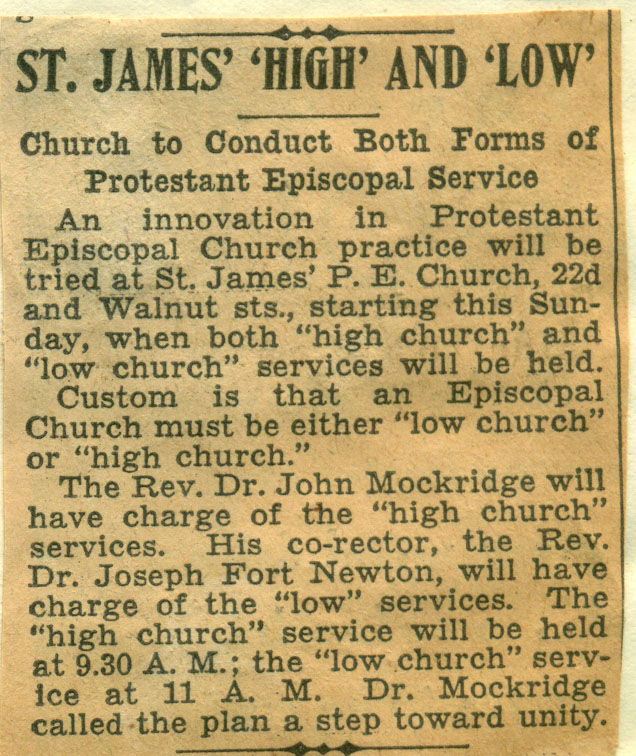 ST. JAMES' 'HIGH' AND 'LOW'
Church to Conduct Both Forms of
Protestant Episcopal Service
An innovation in Protestant
Episcopal Church practice will be
tried at St. James' P. E. Church, 22d
and Walnut sts., starting this Sun-
day, when both "high church" and
"low church" services will be held.
Custom is that an Episcopal
Church must be either "low church"
or "high church."
The Rev. Dr. John Mockridge will
have charge of the "high church"
services. His co-rector, the Rev.
Dr. Joseph Fort Newton, will have
charge of the "low" services. The
"high church" service will be held
at 9.30 A. M.; the "low church" serv-
ice at 11 A. M. Dr. Mockridge
called the plan a step toward unity.